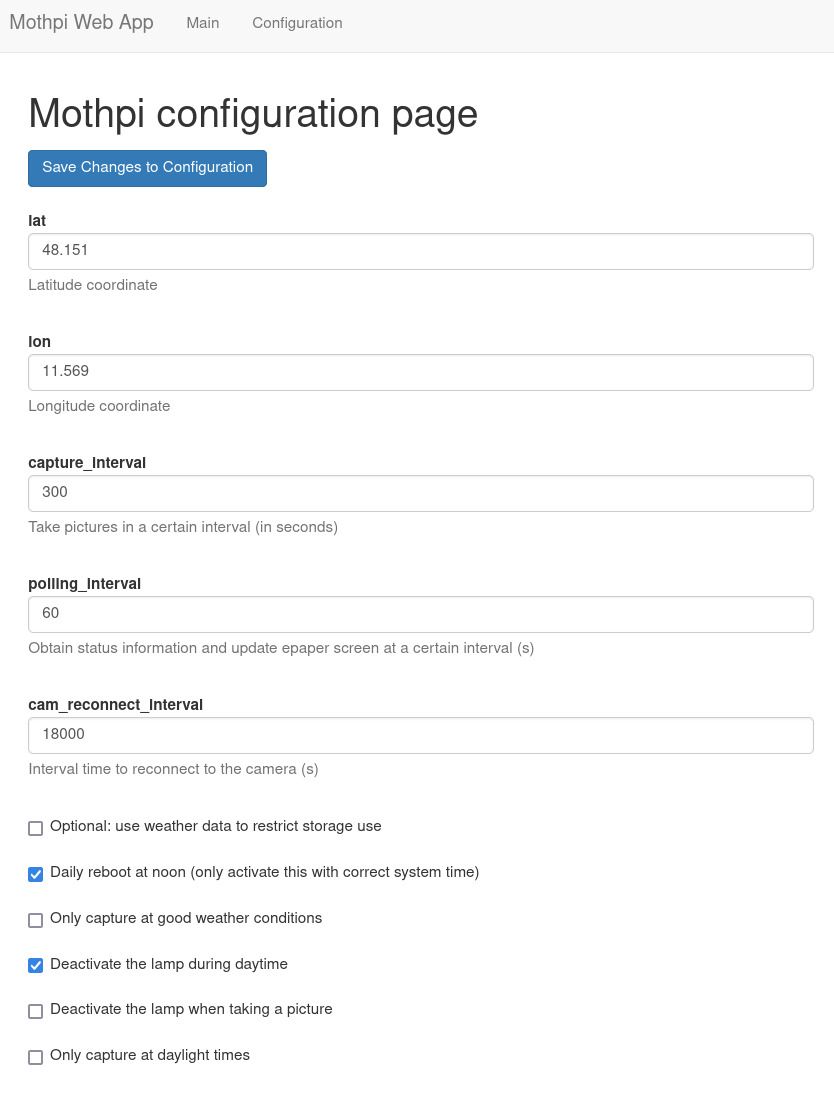 Mothpi Web App Main Configuration
Mothpi configuration page
Save Changes to Configuration
lat
48.151
Latitude coordinate
lon
11.569
Longitude coordinate
capture_interval
300
Take pictures in a certain interval (in seconds)
polling_interval
60
Obtain status information and update epaper screen at a certain interval (s)
cam_reconnect_interval
18000
Interval time to reconnect to the camera (s)
Optional: use weather data to restrict storage use
Daily reboot at noon (only activate this with correct system time)
Only capture at good weather conditions
Deactivate the lamp during daytime
Deactivate the lamp when taking a picture
Only capture at daylight times